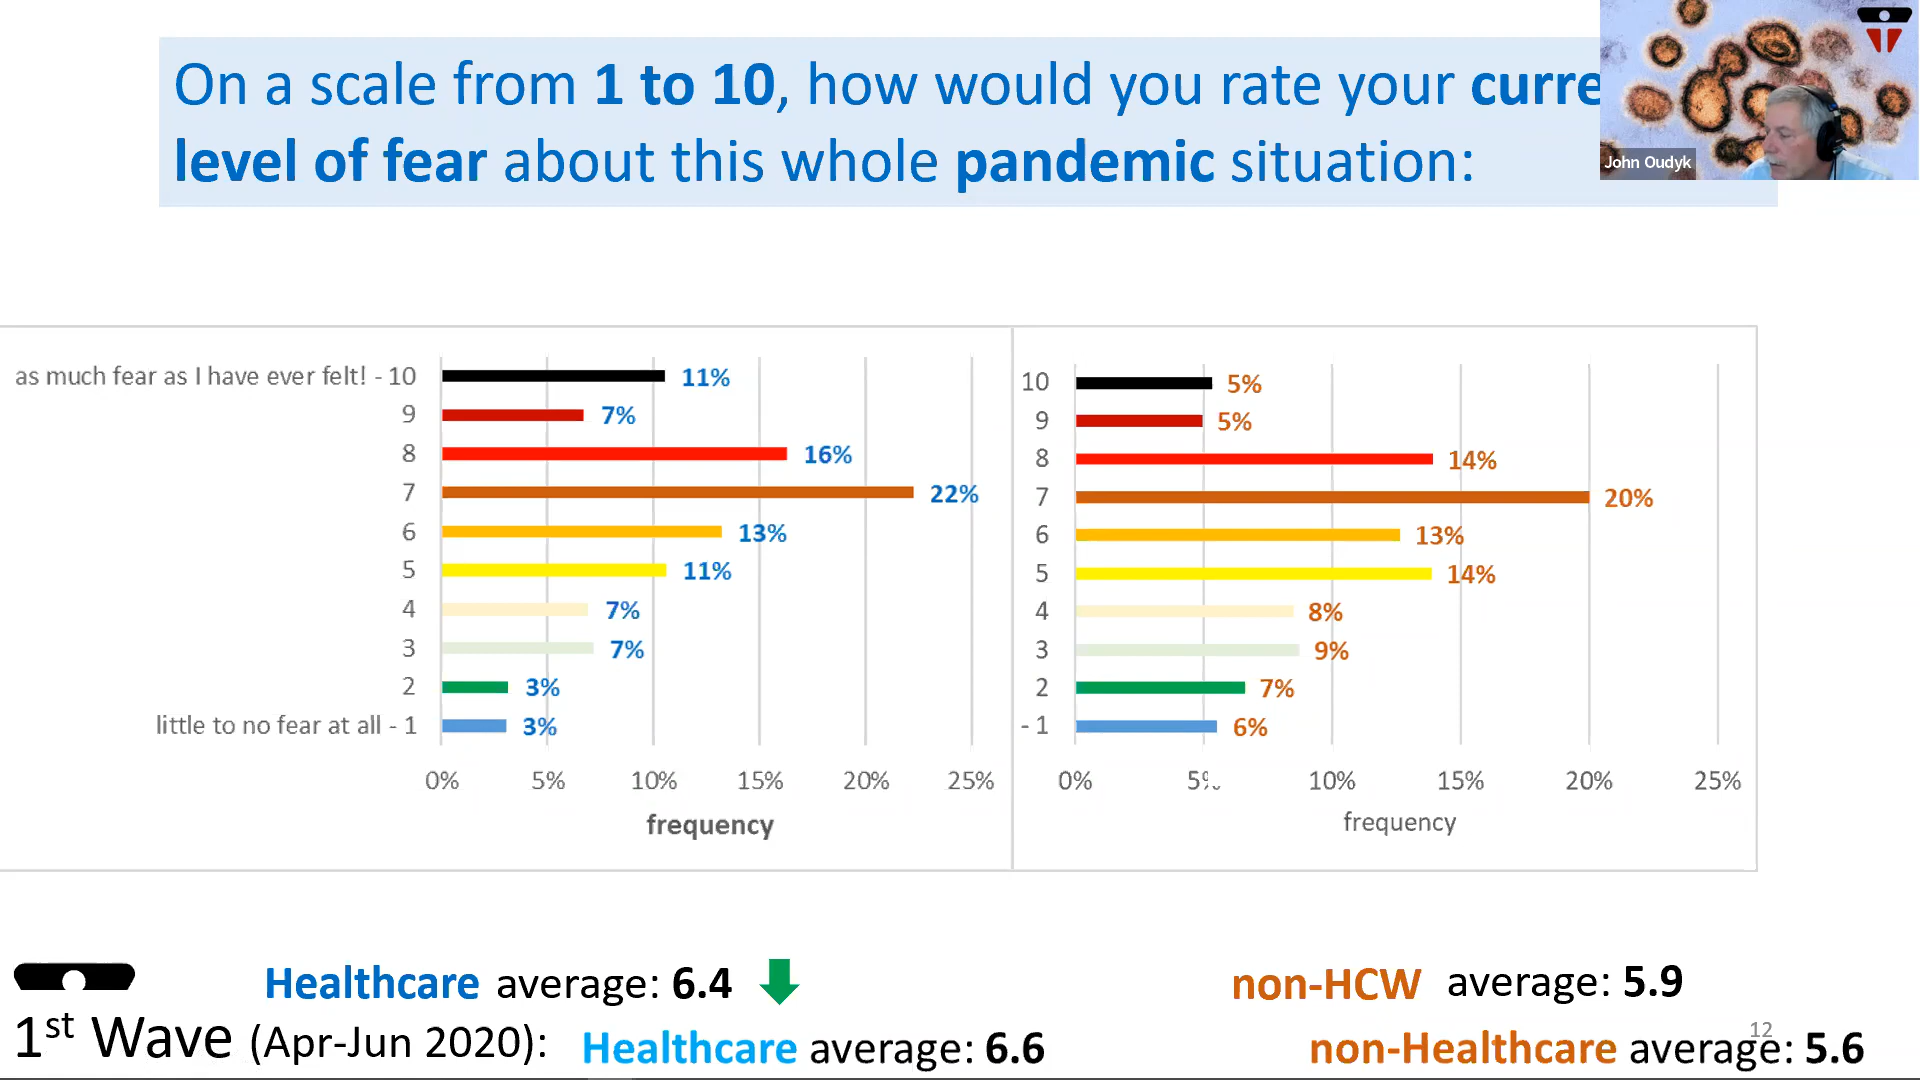 On a scale from 1 to 10, how would you rate your curre
level of fear about this whole pandemic situation:
John Oudyk
as much fear as I have ever felt! - 10 11%
9 7%
8 16%
7 22%
6 13%
5 11%
4 7%
3 7%
2 3%
little to no fear at all - 1 3%
0% 5% 10% 15% 20% 25%
frequency
10 5%
9 5%
8 14%
7 20%
6 13%
5 14%
4 8%
3 9%
2 7%
- 1 6%
0% 5% 10% 15% 20% 25%
frequency
Healthcare average: 6.4
non-HCW average: 5.9
1st Wave (Apr-Jun 2020): Healthcare average: 6.6
non-Healthcare average: 5.6
12